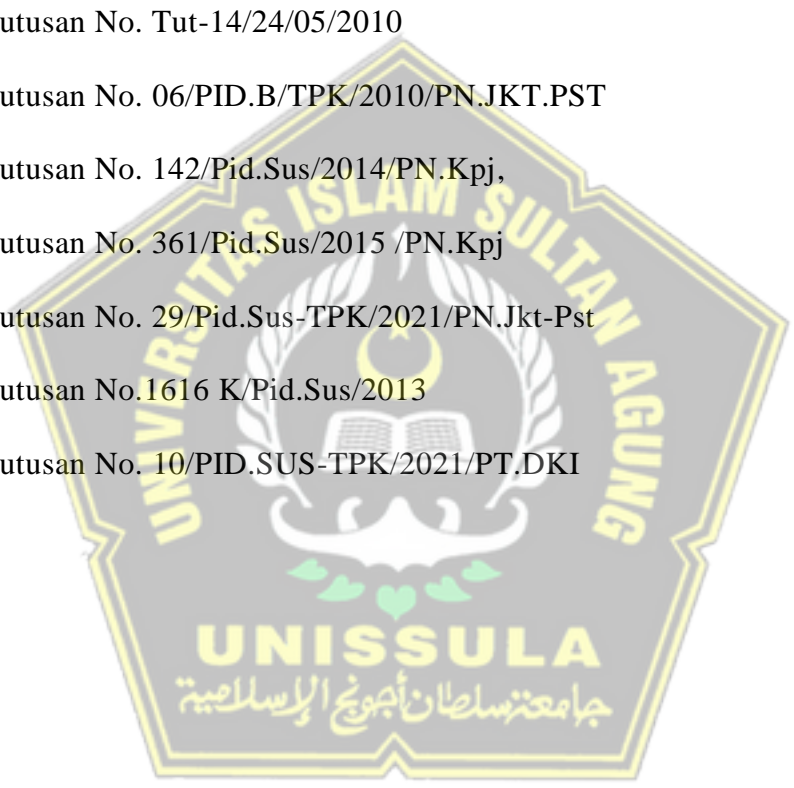 utusan No. Tut-14/24/05/2010
utusan No. 06/PID.B/TPK/2010/PN.JKT.PST
utusan No. 142/Pid.Sus/2014/PN.Kpj,
utusan No. 361/Pid.Sus/2015 /PN.Kpj
utusan No. 29/Pid.Sus-TPK/2021/PN.Jkt-Pst
utusan No.1616 K/Pid.Sus/2013
utusan No. 10/PID.SUS-TPK/2021/PT.DKI
UNIVERSITAS ISLAM SULTAN AGUNG
UNISSULA
جامعة سلطان أجونج الإسلامية